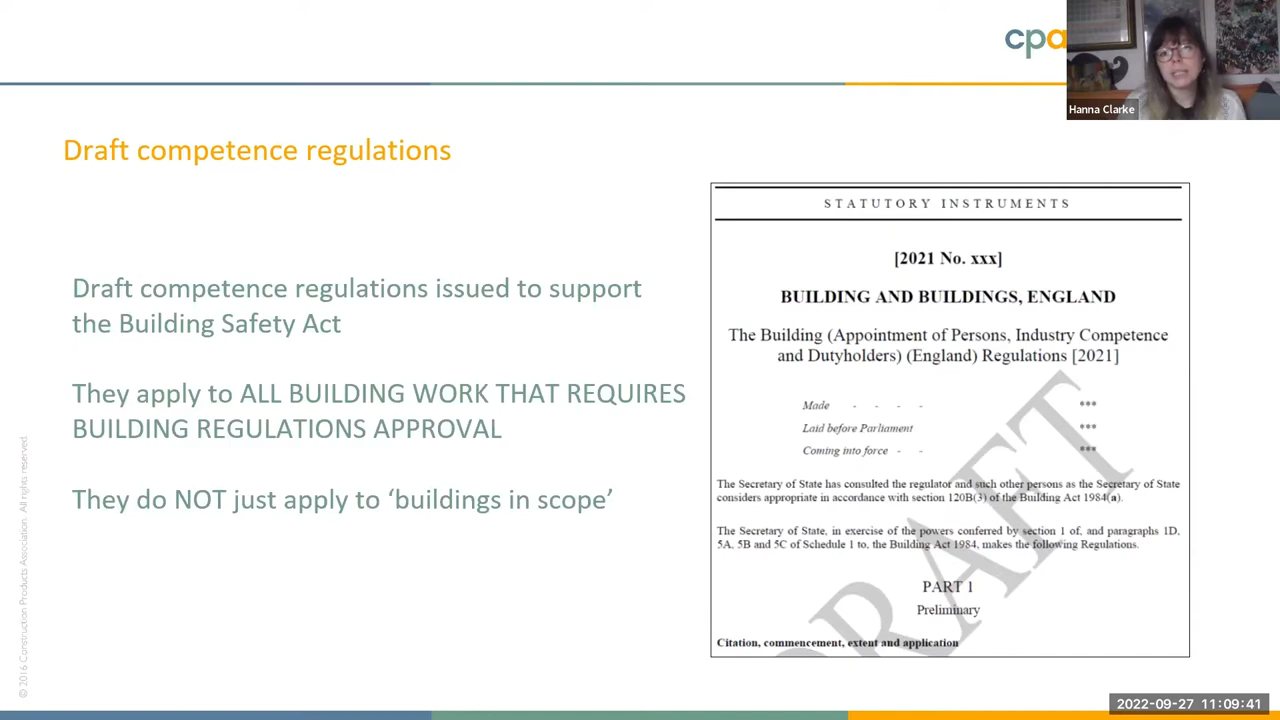 cpa
Hanna Clarke
Draft competence regulations
Draft competence regulations issued to support
the Building Safety Act
They apply to ALL BUILDING WORK THAT REQUIRES
BUILDING REGULATIONS APPROVAL
They do NOT just apply to ‘buildings in scope’
STATUTORY INSTRUMENTS
[2021 No. xxx]
BUILDING AND BUILDINGS, ENGLAND
The Building (Appointment of Persons, Industry Competence
and Dutyholders) (England) Regulations [2021]
Made - - - - ***
Laid before Parliament ***
Coming into force - - ***
The Secretary of State has consulted the regulator and such other persons as the Secretary of State
considers appropriate in accordance with section 120B(3) of the Building Act 1984(a).
The Secretary of State, in exercise of the powers conferred by section 1 of, and paragraphs 1D,
5A, 5B and 5C of Schedule 1 to, the Building Act 1984, makes the following Regulations.
PART 1
Preliminary
Citation, commencement, extent and application
DRAFT
© 2016 Construction Products Association. All rights reserved.
2022-09-27 11:09:41